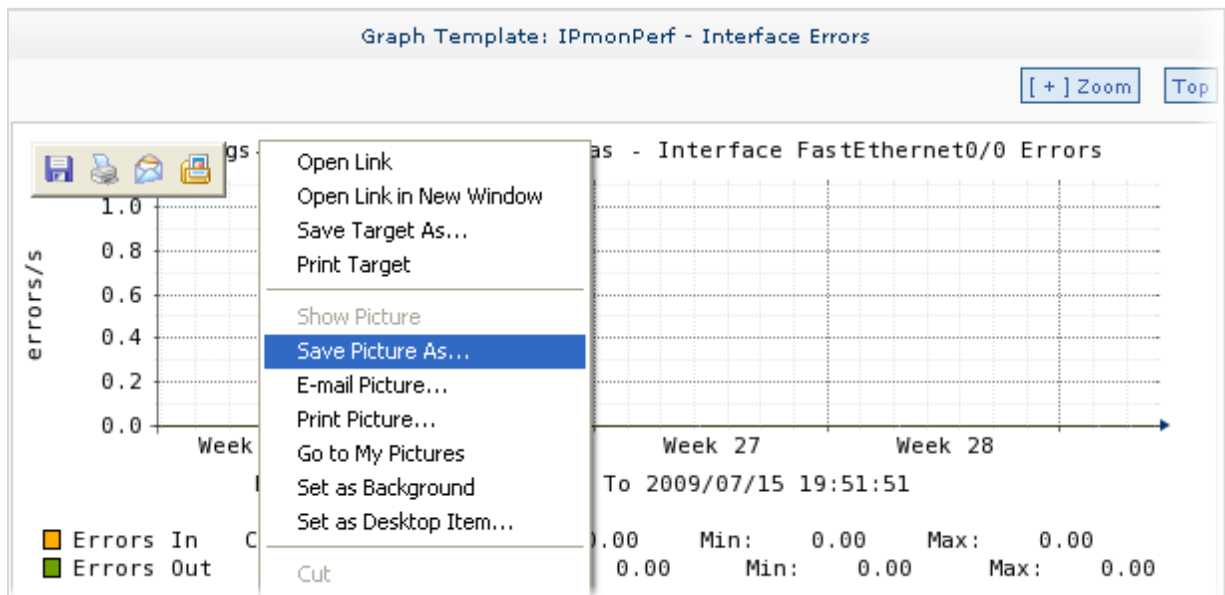 Graph Template: IPmonPerf - Interface Errors
[ + ] Zoom Top
gs as - Interface FastEthernet0/0 Errors
Open Link
Open Link in New Window
Save Target As...
Print Target
Show Picture
Save Picture As...
E-mail Picture...
Print Picture...
Go to My Pictures
Set as Background
Set as Desktop Item...
Cut
errors/s
1.0
0.8
0.6
0.4
0.2
0.0
Week Week 27 Week 28
To 2009/07/15 19:51:51
Errors In C .00 Min: 0.00 Max: 0.00
Errors Out 0.00 Min: 0.00 Max: 0.00